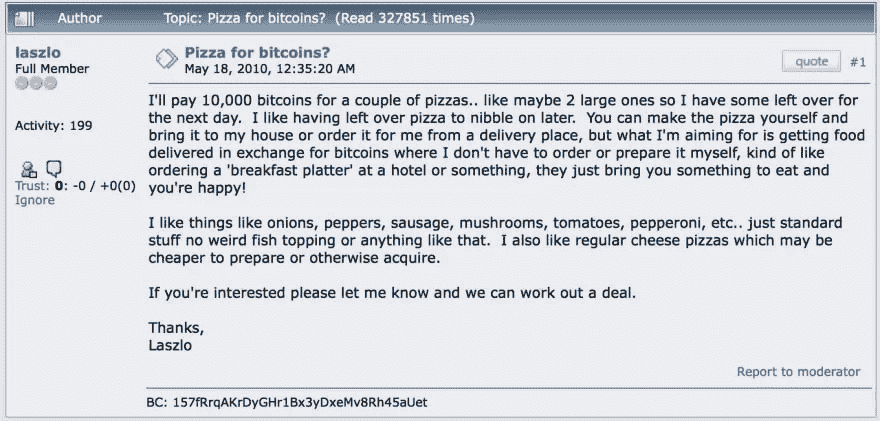 Author Topic: Pizza for bitcoins? (Read 327851 times)
laszlo
Full Member
Activity: 199
Trust: 0: -0 / +0(0)
Ignore
Pizza for bitcoins?
May 18, 2010, 12:35:20 AM
quote #1
I'll pay 10,000 bitcoins for a couple of pizzas.. like maybe 2 large ones so I have some left over for
the next day. I like having left over pizza to nibble on later. You can make the pizza yourself and
bring it to my house or order it for me from a delivery place, but what I'm aiming for is getting food
delivered in exchange for bitcoins where I don't have to order or prepare it myself, kind of like
ordering a 'breakfast platter' at a hotel or something, they just bring you something to eat and
you're happy!
I like things like onions, peppers, sausage, mushrooms, tomatoes, pepperoni, etc.. just standard
stuff no weird fish topping or anything like that. I also like regular cheese pizzas which may be
cheaper to prepare or otherwise acquire.
If you're interested please let me know and we can work out a deal.
Thanks,
Laszlo
Report to moderator
BC: 157fRrqAKrDyGHr1Bx3yDxeMv8Rh45aUet